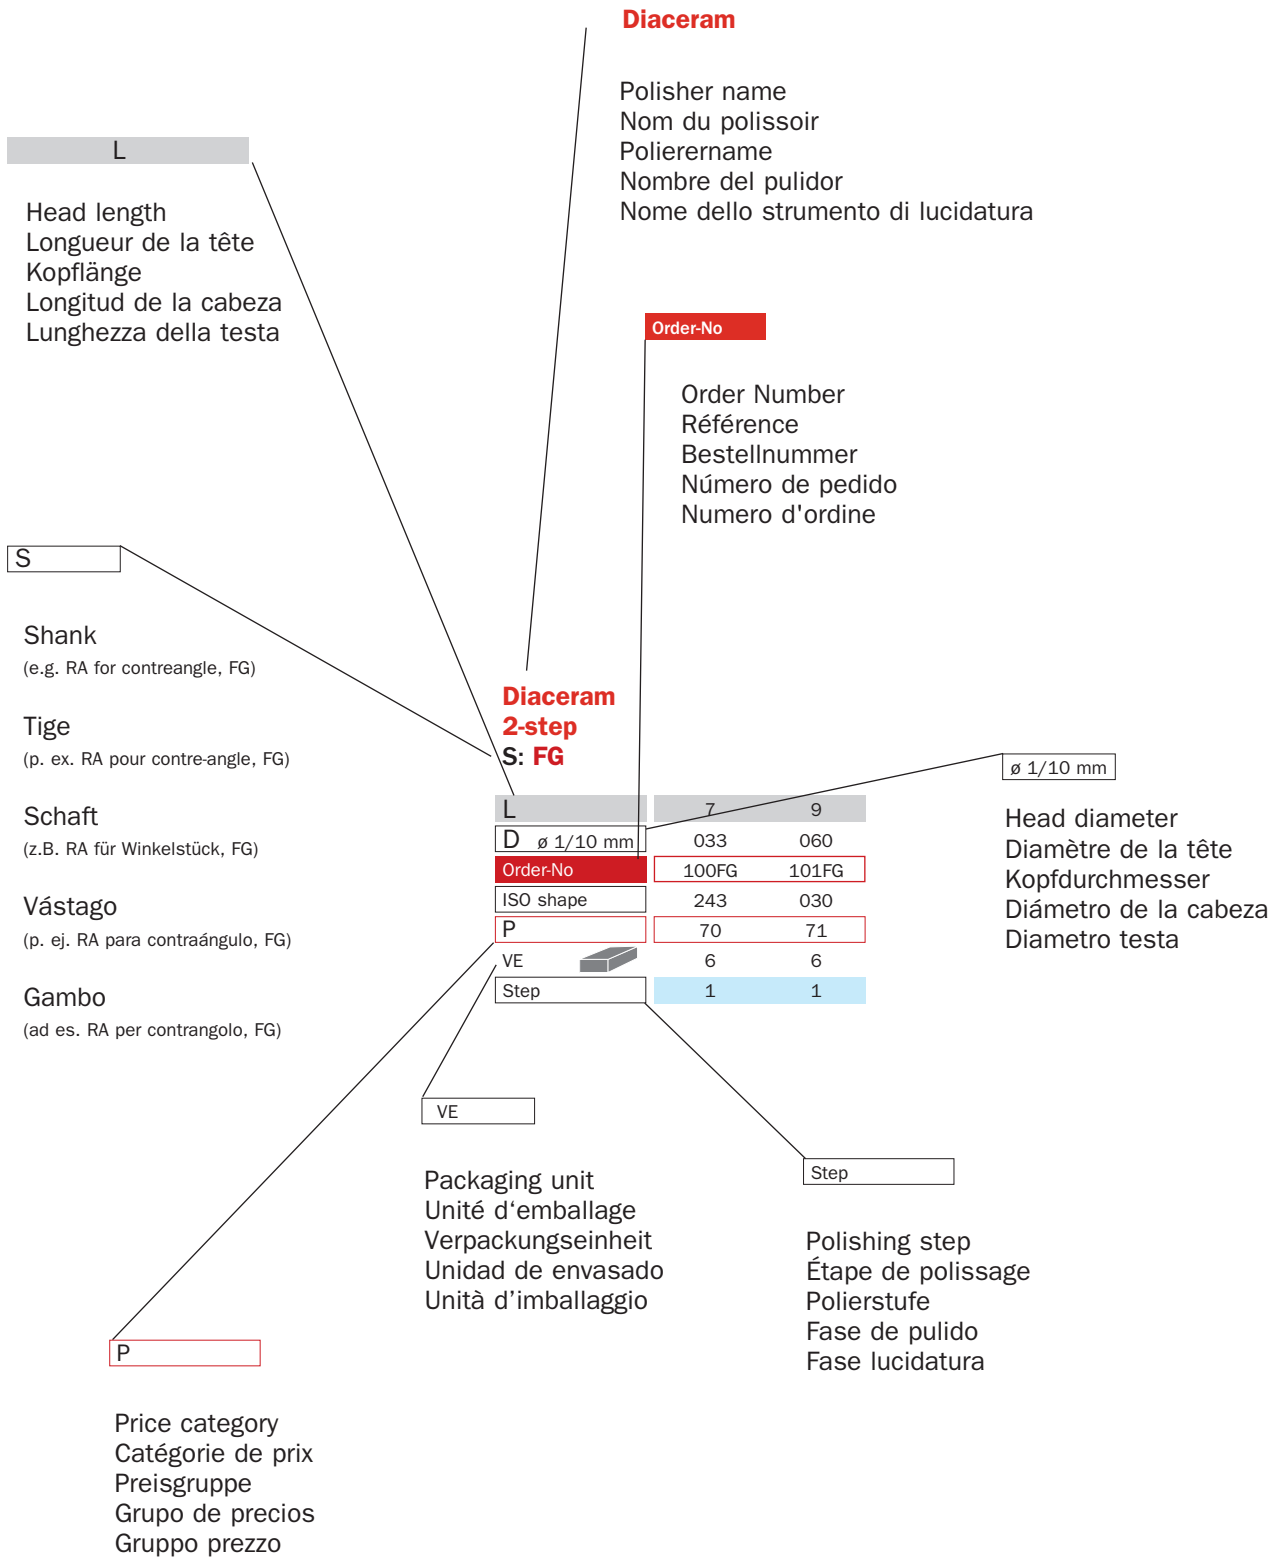 Diaceram
Polisher name
Nom du polissoir
Polierername
Nombre del pulidor
Nome dello strumento di lucidatura
L
Head length
Longueur de la tête
Kopflänge
Longitud de la cabeza
Lunghezza della testa
Order-No
Order Number
Référence
Bestellnummer
Número de pedido
Numero d'ordine
S
Shank
(e.g. RA for contreangle, FG)
Tige
(p. ex. RA pour contre-angle, FG)
Schaft
(z.B. RA für Winkelstück, FG)
Vástago
(p. ej. RA para contraángulo, FG)
Gambo
(ad es. RA per contrangolo, FG)
Diaceram
2-step
S: FG
L 7 9
D ø 1/10 mm 033 060
Order-No 100FG 101FG
ISO shape 243 030
P 70 71
VE 6 6
Step 1 1
ø 1/10 mm
Head diameter
Diamètre de la tête
Kopfdurchmesser
Diámetro de la cabeza
Diametro testa
VE
Packaging unit
Unité d‘emballage
Verpackungseinheit
Unidad de envasado
Unità d’imballaggio
Step
Polishing step
Étape de polissage
Polierstufe
Fase de pulido
Fase lucidatura
P
Price category
Catégorie de prix
Preisgruppe
Grupo de precios
Gruppo prezzo